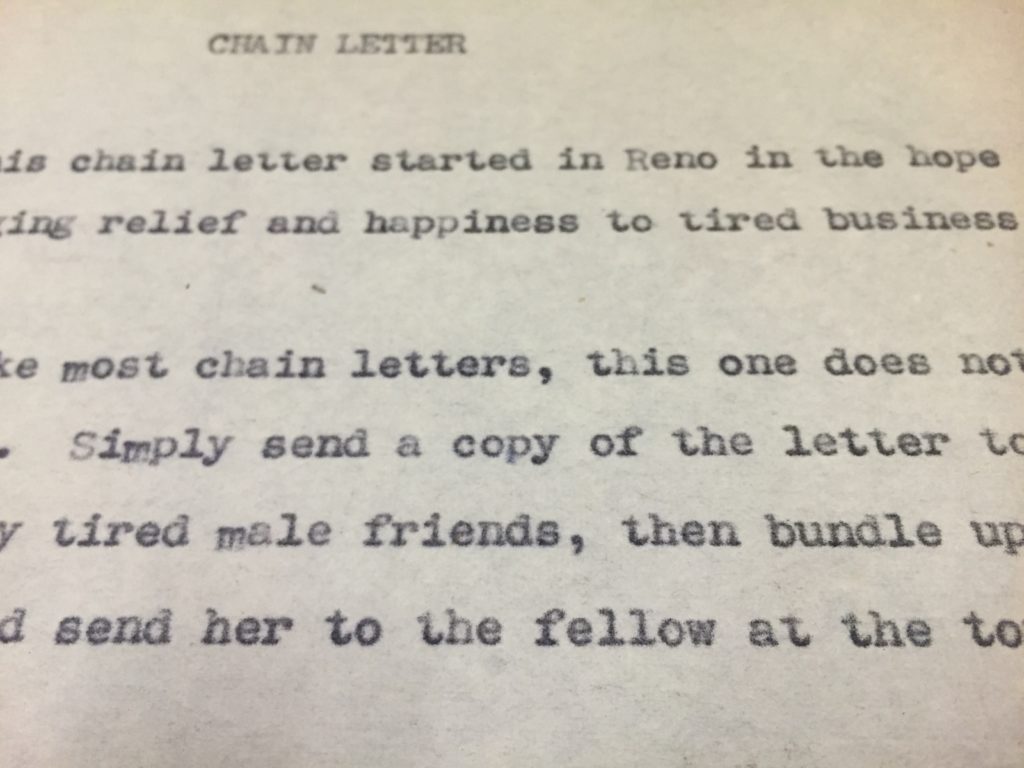 CHAIN LETTER
is chain letter started in Reno in the hope
ging relief and happiness to tired business
ke most chain letters, this one does not
. Simply send a copy of the letter to
y tired male friends, then bundle up
d send her to the fellow at the to